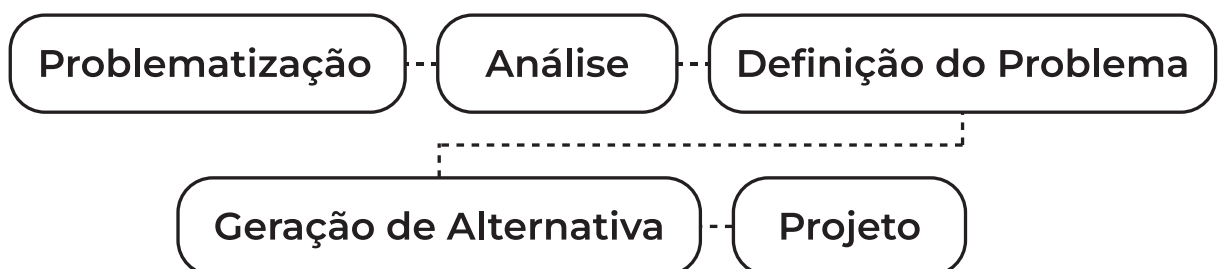 Problematização
Análise
Definição do Problema
Geração de Alternativa
Projeto